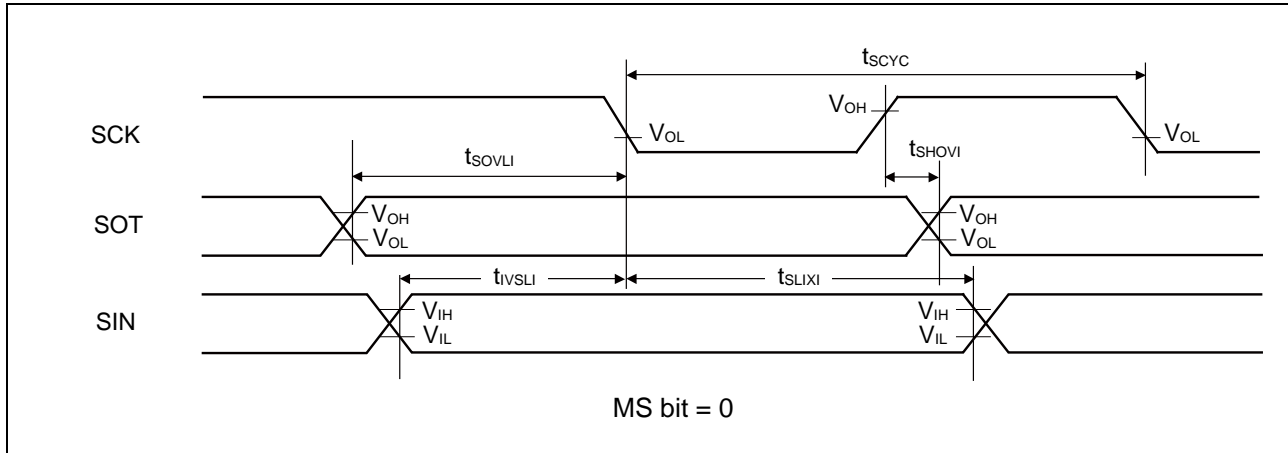 tSCYC
SCK
VOH
VOL
VOL
tSOVLI
tSHOVI
SOT
VOH
VOL
VOH
VOL
tIVSLI
tSLIXI
SIN
VIH
VIL
VIH
VIL
MS bit = 0